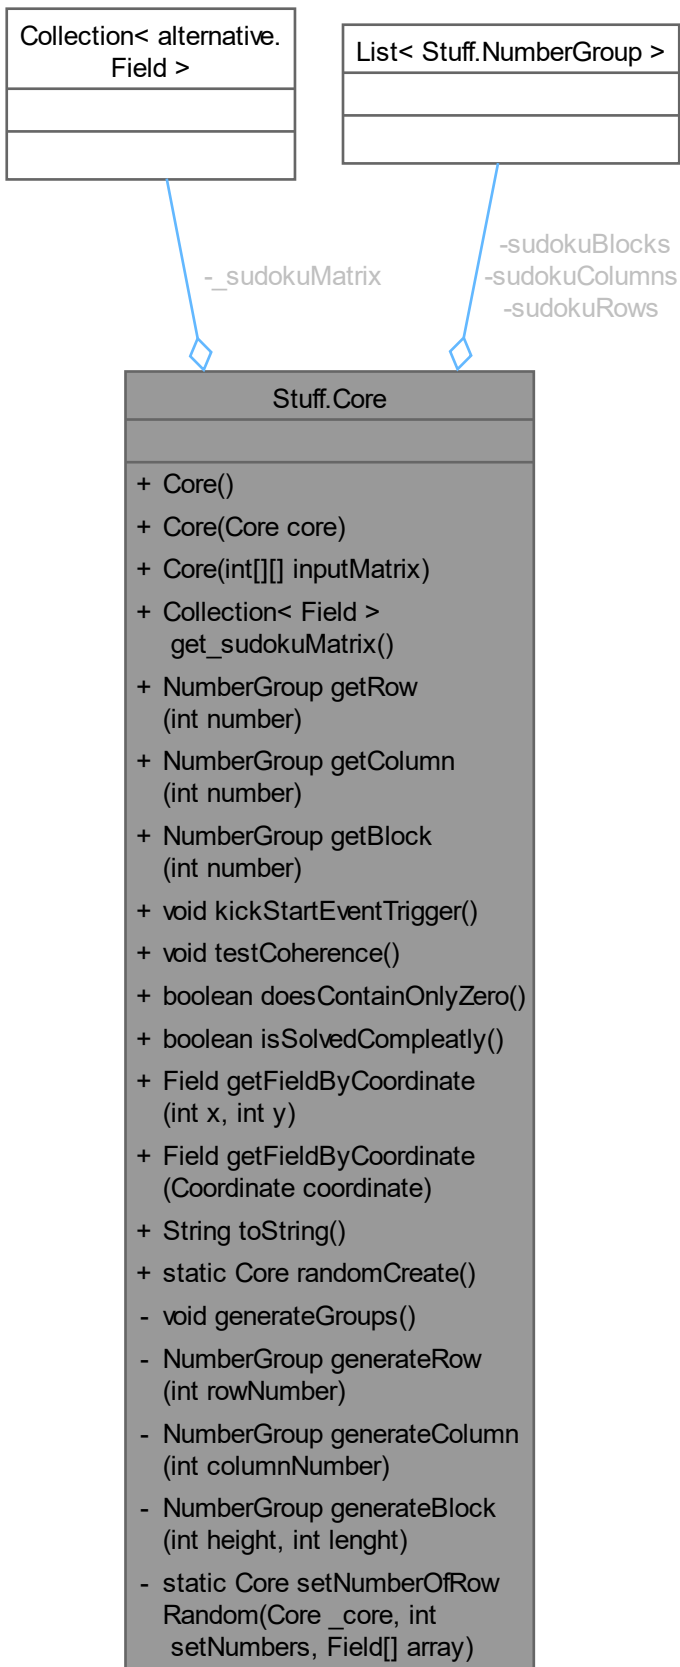 Collection< alternative.
Field >
List< Stuff.NumberGroup >
-_sudokuMatrix
-sudokuBlocks
-sudokuColumns
-sudokuRows
Stuff.Core
+ Core()
+ Core(Core core)
+ Core(int[][] inputMatrix)
+ Collection< Field >
get_sudokuMatrix()
+ NumberGroup getRow
(int number)
+ NumberGroup getColumn
(int number)
+ NumberGroup getBlock
(int number)
+ void kickStartEventTrigger()
+ void testCoherence()
+ boolean doesContainOnlyZero()
+ boolean isSolvedCompleatly()
+ Field getFieldByCoordinate
(int x, int y)
+ Field getFieldByCoordinate
(Coordinate coordinate)
+ String toString()
+ static Core randomCreate()
- void generateGroups()
- NumberGroup generateRow
(int rowNumber)
- NumberGroup generateColumn
(int columnNumber)
- NumberGroup generateBlock
(int height, int lenght)
- static Core setNumberOfRow
Random(Core _core, int
setNumbers, Field[] array)